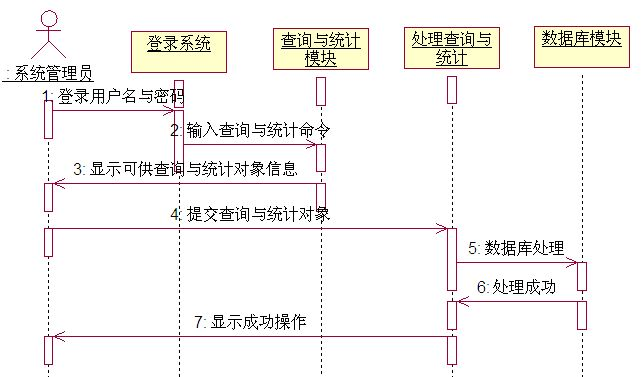 登录系统
查询与统计
模块
处理查询与
统计
数据库模块
: 系统管理员
1: 登录用户名与密码
2: 输入查询与统计命令
3: 显示可供查询与统计对象信息
4: 提交查询与统计对象
5: 数据库处理
6: 处理成功
7: 显示成功操作